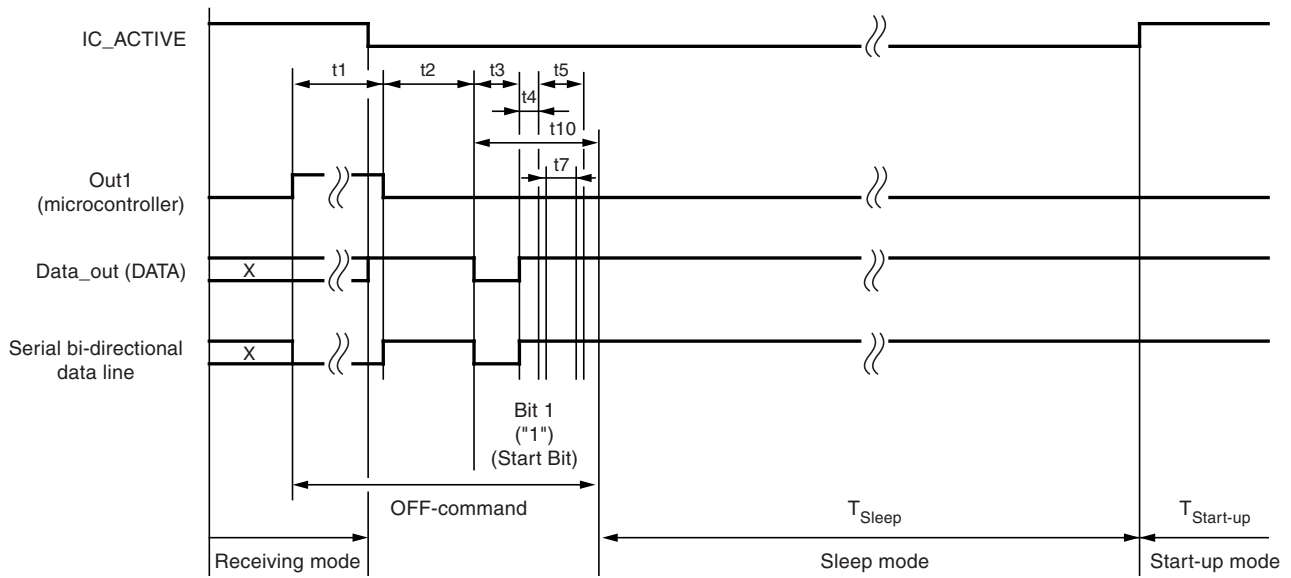 IC_ACTIVE
t1
t2
t3
t5
t4
t10
t7
Out1
(microcontroller)
Data_out (DATA)
X
Serial bi-directional
data line
X
Bit 1
("1")
(Start Bit)
OFF-command
TSleep
TStart-up
Receiving mode
Sleep mode
Start-up mode